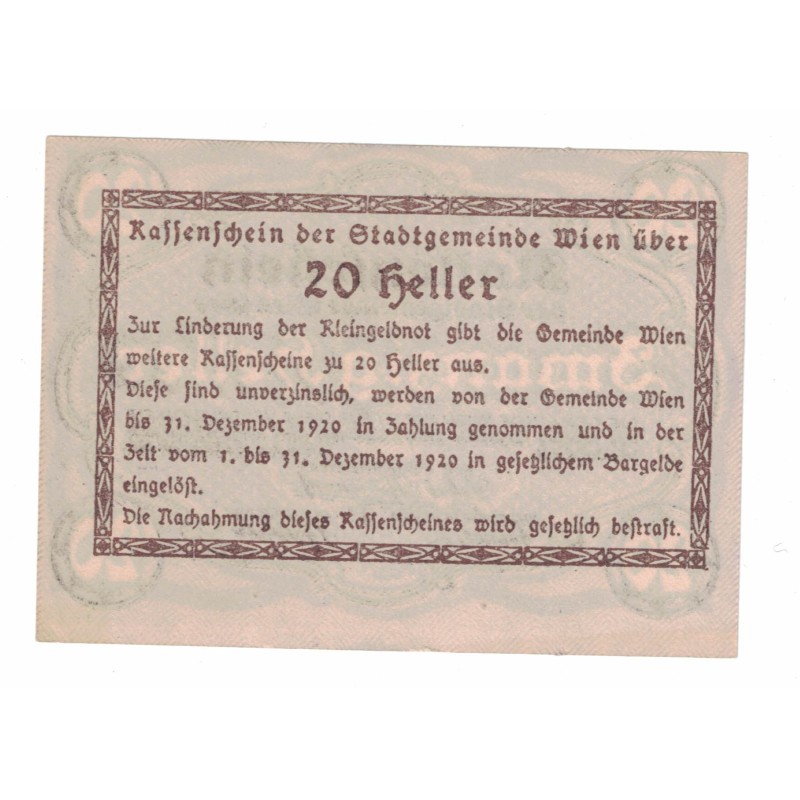 Kassenschein der Stadtgemeinde Wien über
20 Heller
Zur Linderung der Kleingeldnot gibt die Gemeinde Wien
weitere Kassenscheine zu 20 Heller aus.
Diese sind unverzinslich, werden von der Gemeinde Wien
bis 31. Dezember 1920 in Zahlung genommen und in der
Zeit vom 1. bis 31. Dezember 1920 in gesetzlichem Bargelde
eingelöst.
Die Nachahmung dieses Kassenscheines wird gesetzlich bestraft.